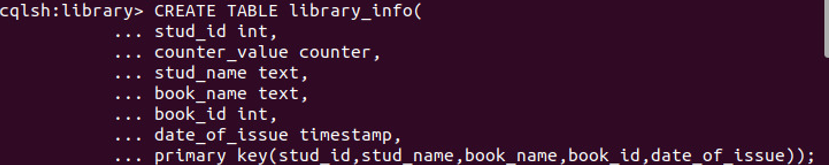 cqlsh:library> CREATE TABLE library_info(
... stud_id int,
... counter_value counter,
... stud_name text,
... book_name text,
... book_id int,
... date_of_issue timestamp,
... primary key(stud_id,stud_name,book_name,book_id,date_of_issue));